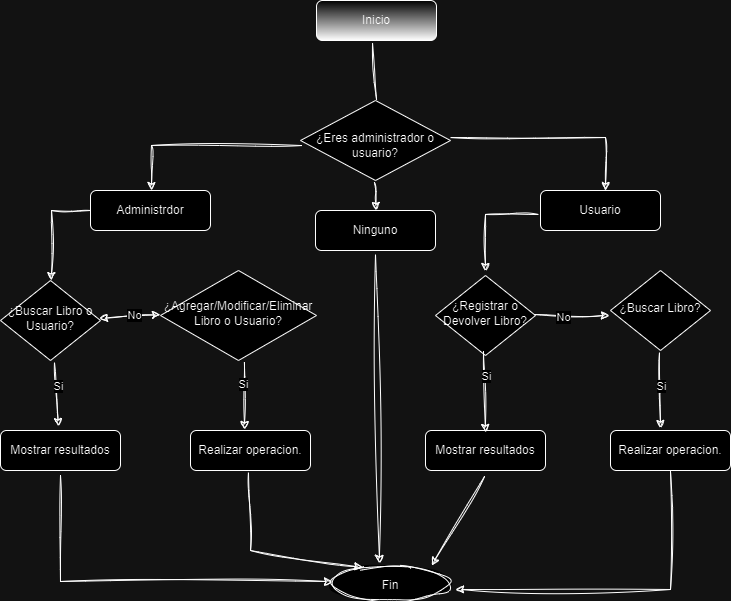 Inicio
¿Eres administrador o
usuario?
Administrdor
Ninguno
Usuario
¿Buscar Libro o
Usuario?
No
¿Agregar/Modificar/Eliminar
Libro o Usuario?
¿Registrar o
Devolver Libro?
No
¿Buscar Libro?
Si
Si
Si
Si
Mostrar resultados
Realizar operacion.
Mostrar resultados
Realizar operacion.
Fin